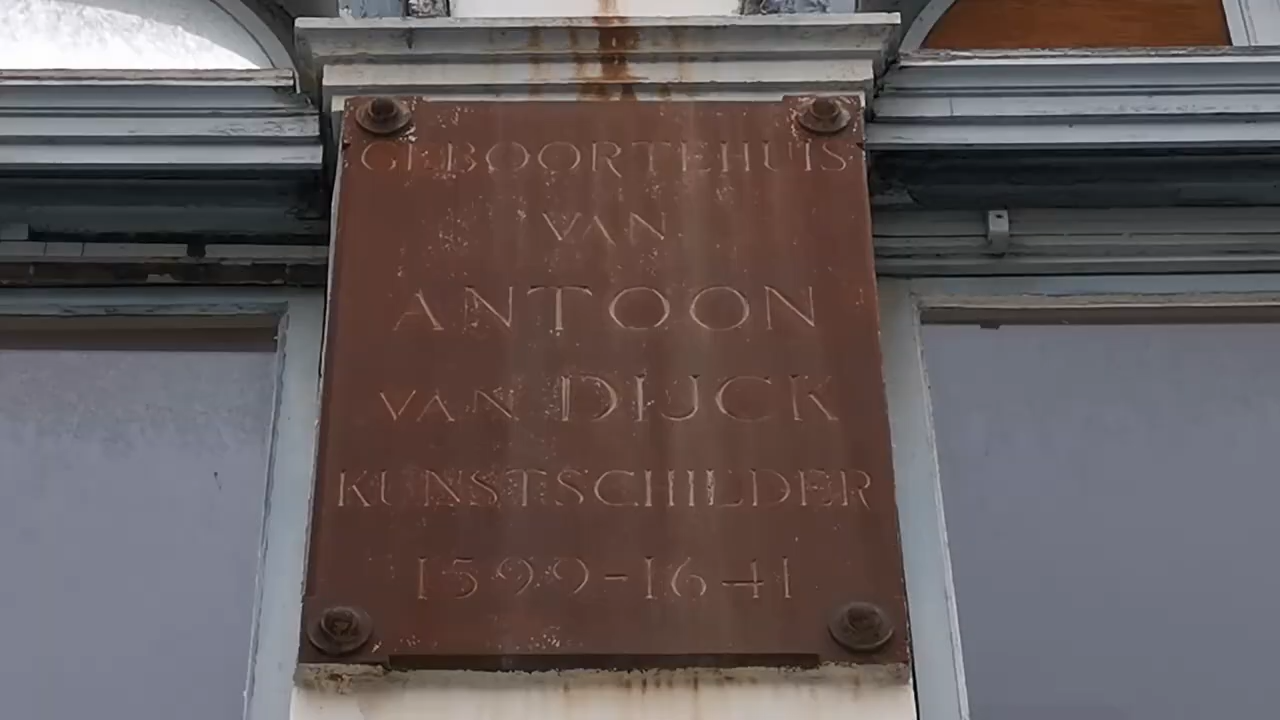 GEBOORTEHUIS
VAN
ANTOON
VAN DIJCK
KUNSTSCHILDER
1599-1641